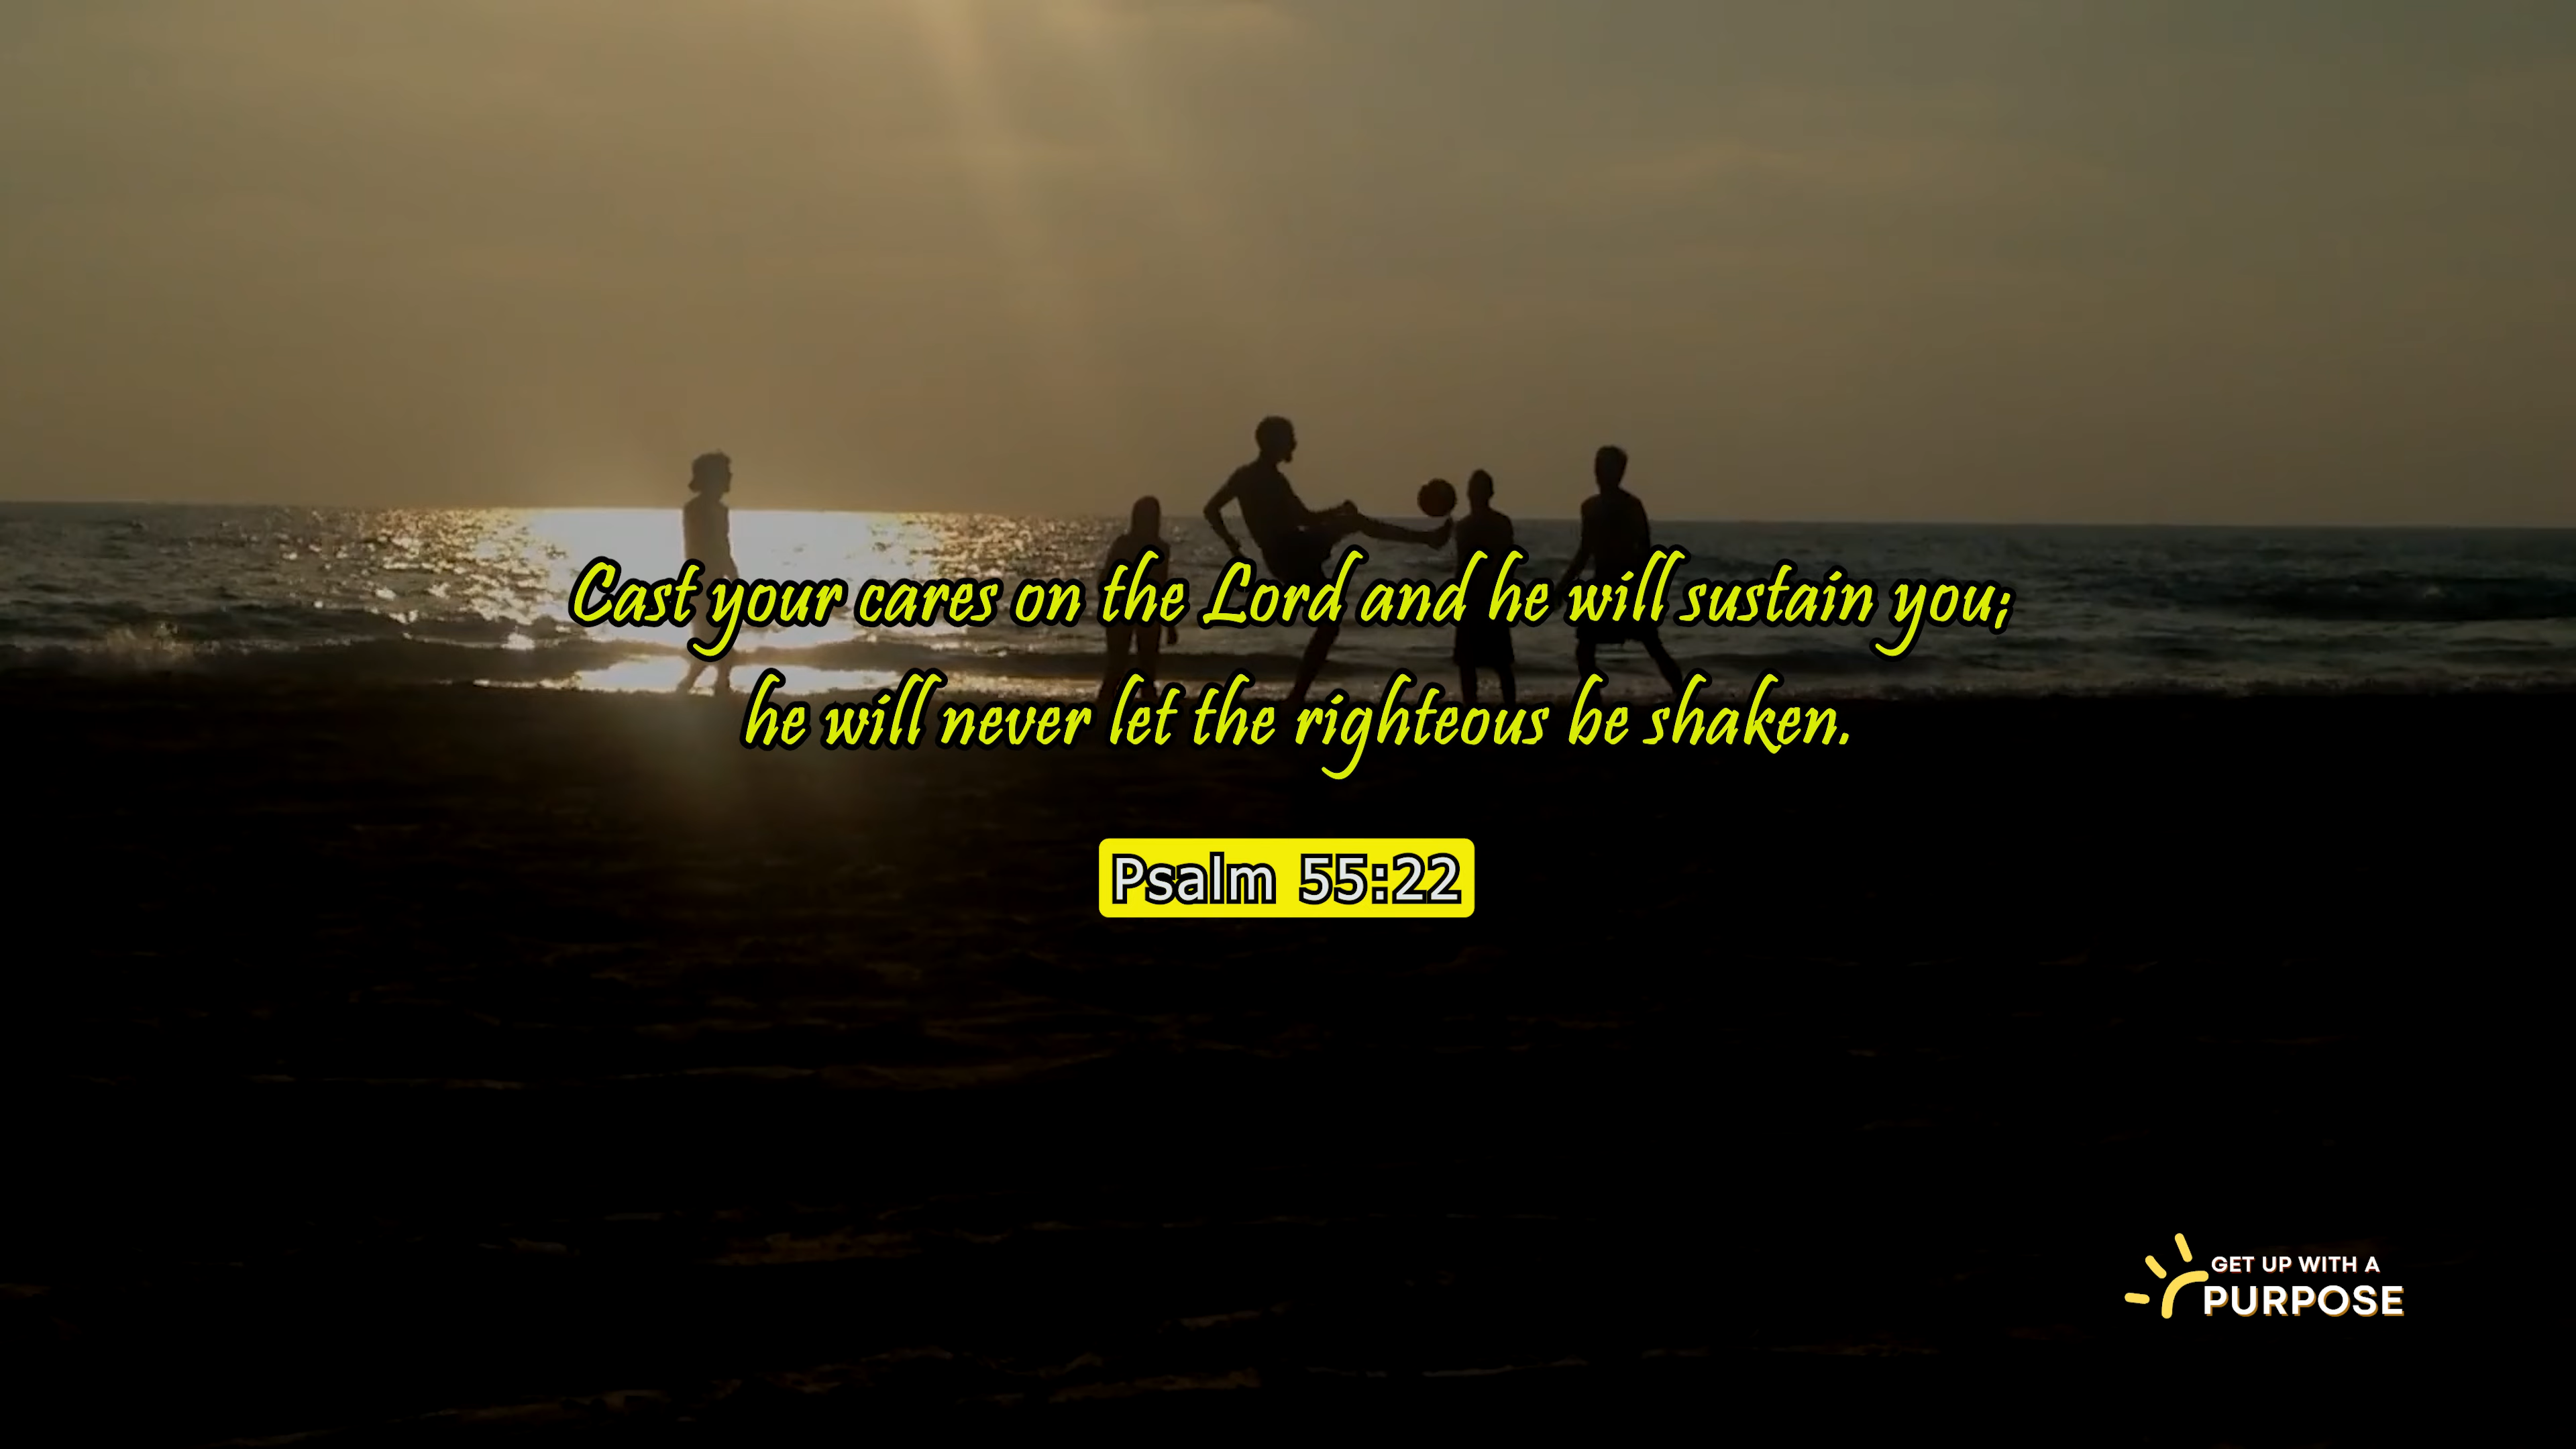 Cast your cares on the Lord and he will sustain you;
he will never let the righteous be shaken.
Psalm 55:22
GET UP WITH A
PURPOSE